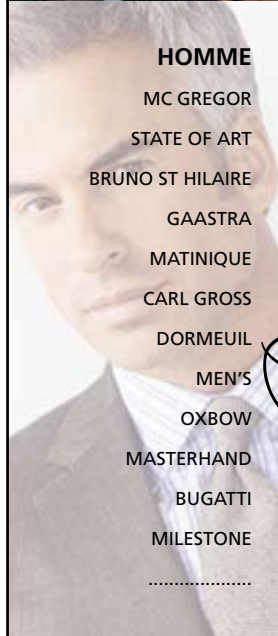 HOMME
MC GREGOR
STATE OF ART
BRUNO ST HILAIRE
GAASTRA
MATINIQUE
CARL GROSS
DORMEUIL
MEN'S
OXBOW
MASTERHAND
BUGATTI
MILESTONE
....................